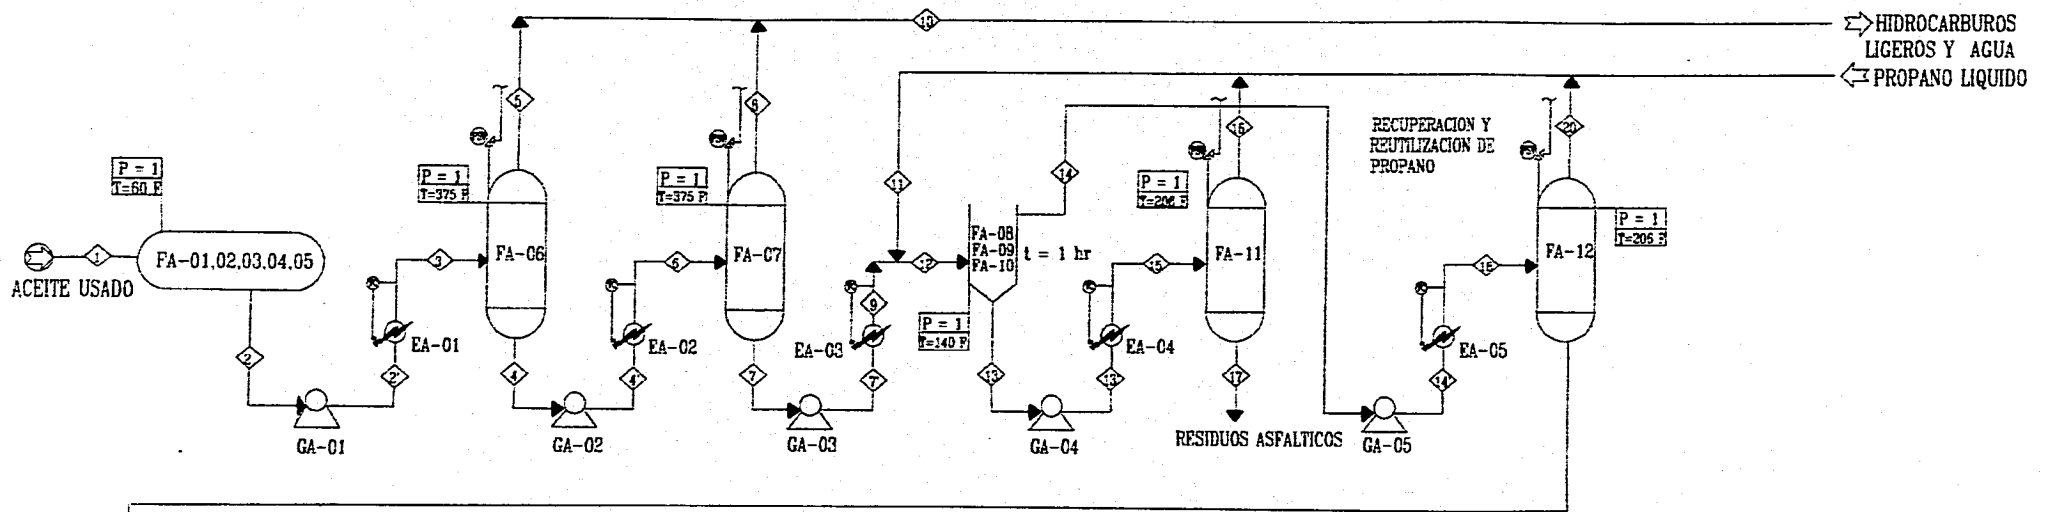 10
HIDROCARBUROS
LIGEROS Y AGUA
PROPANO LIQUIDO
5
RECUPERACION Y
REUTILIZACION DE
PROPANO
20
P = 1
T=60 F
P = 1
T=375 F
P = 1
T=375 F
11
14
P = 1
P = 1
T=206 F
ACEITE USADO
1
FA-01,02,03,04,05
3
FA-06
6
FA-07
12
FA-08
FA-09
FA-10
t = 1 hr
15
FA-11
FA-12
9
P = 1
T=140 F
2
EA-01
EA-02
EA-03
EA-04
EA-05
2'
4
4'
7
7'
13
13'
17
14'
GA-01
GA-02
GA-03
GA-04
RESIDUOS ASFALTICOS
GA-05